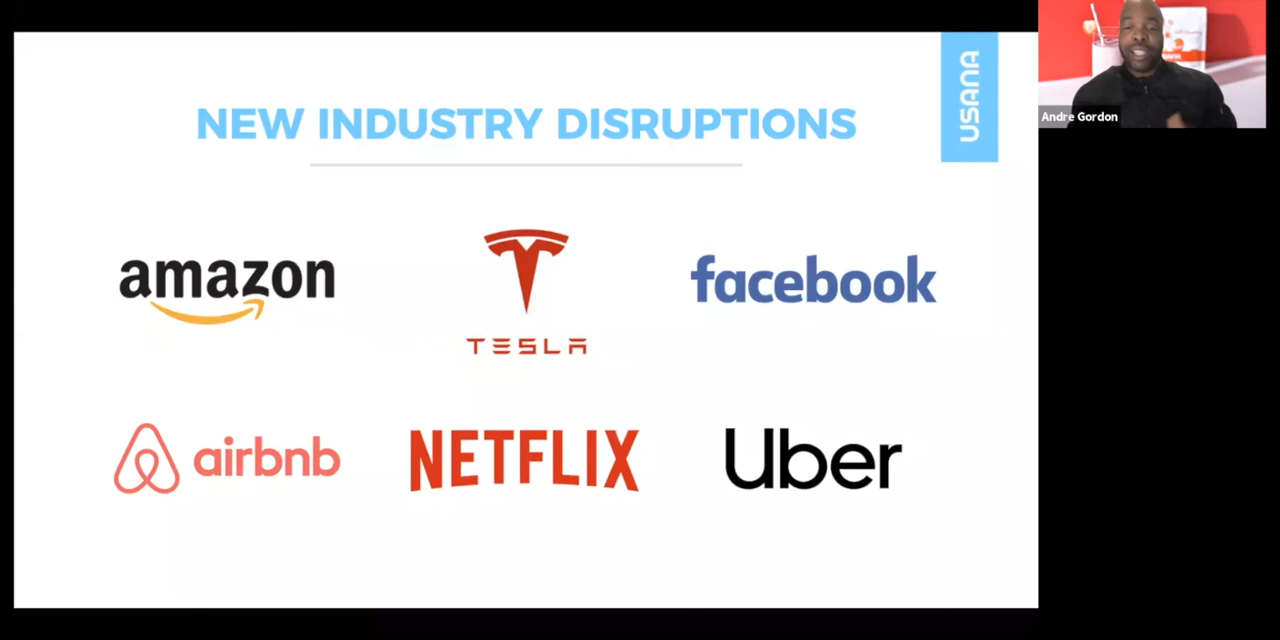 NEW INDUSTRY DISRUPTIONS
USANA
Andre Gordon
amazon
TESLA
facebook
airbnb
NETFLIX
Uber